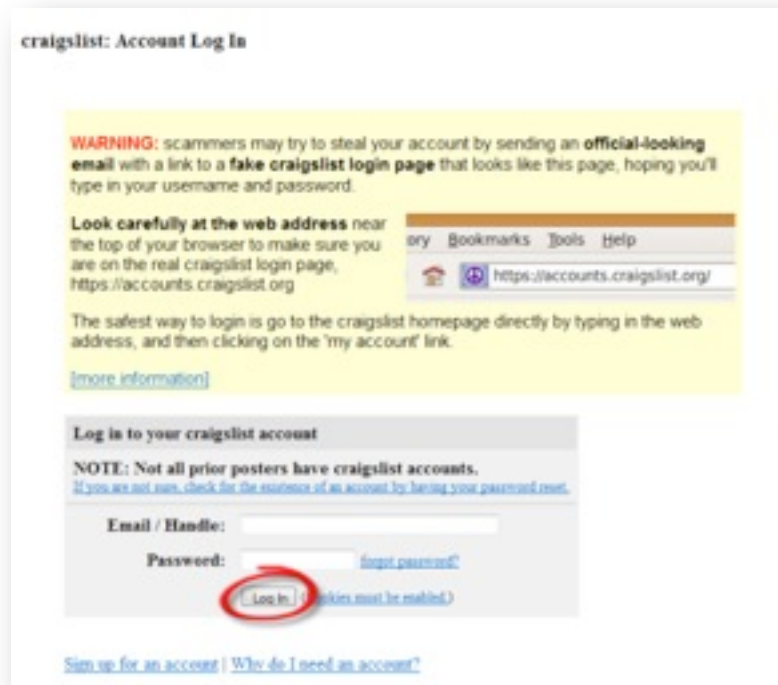 craigslist: Account Log In
WARNING: scammers may try to steal your account by sending an official-looking
email with a link to a fake craigslist login page that looks like this page, hoping you'll
type in your username and password.
Look carefully at the web address near
the top of your browser to make sure you
are on the real craigslist login page,
https://accounts.craigslist.org
ory Bookmarks Tools Help
https://accounts.craigslist.org/
The safest way to login is go to the craigslist homepage directly by typing in the web
address, and then clicking on the 'my account' link.
[more information]
Log in to your craigslist account
NOTE: Not all prior posters have craigslist accounts.
If you are not sure, check for the existence of an account by having your password reset.
Email / Handle:
Password: forgot password?
Log In (Cookies must be enabled.)
Sign up for an account | Why do I need an account?